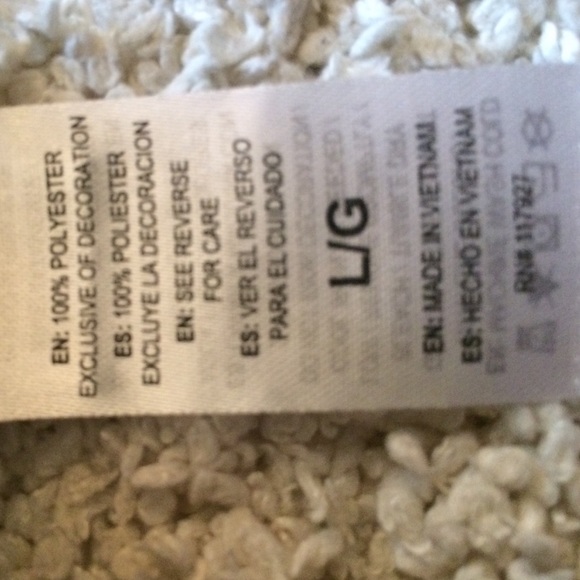 EN: 100% POLYESTER
EXCLUSIVE OF DECORATION
ES: 100% POLIESTER
EXCLUYE LA DECORACION
EN: SEE REVERSE
FOR CARE
ES: VER EL REVERSO
PARA EL CUIDADO
L/G
EN: MADE IN VIETNAM
ES: HECHO EN VIETNAM
RN# 117927